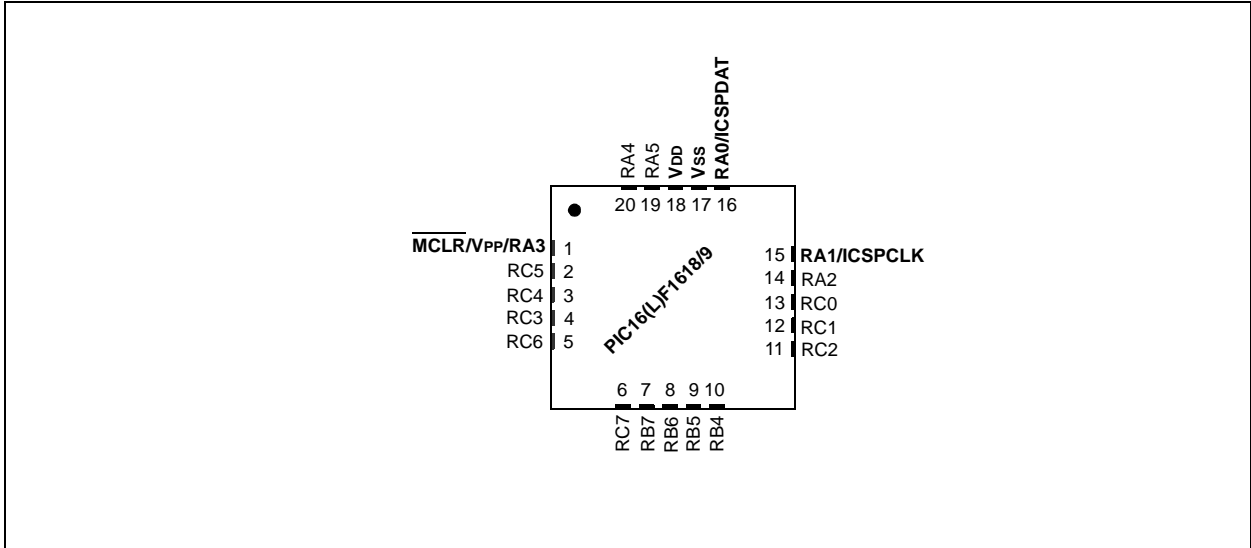 RA4
RA5
VDD
VSS
RA0/ICSPDAT
20 19 18 17 16
MCLR/VPP/RA3 1
RC5 2
RC4 3
RC3 4
RC6 5
PIC16(L)F1618/9
15 RA1/ICSPCLK
14 RA2
13 RC0
12 RC1
11 RC2
6 7 8 9 10
RC7
RB7
RB6
RB5
RB4